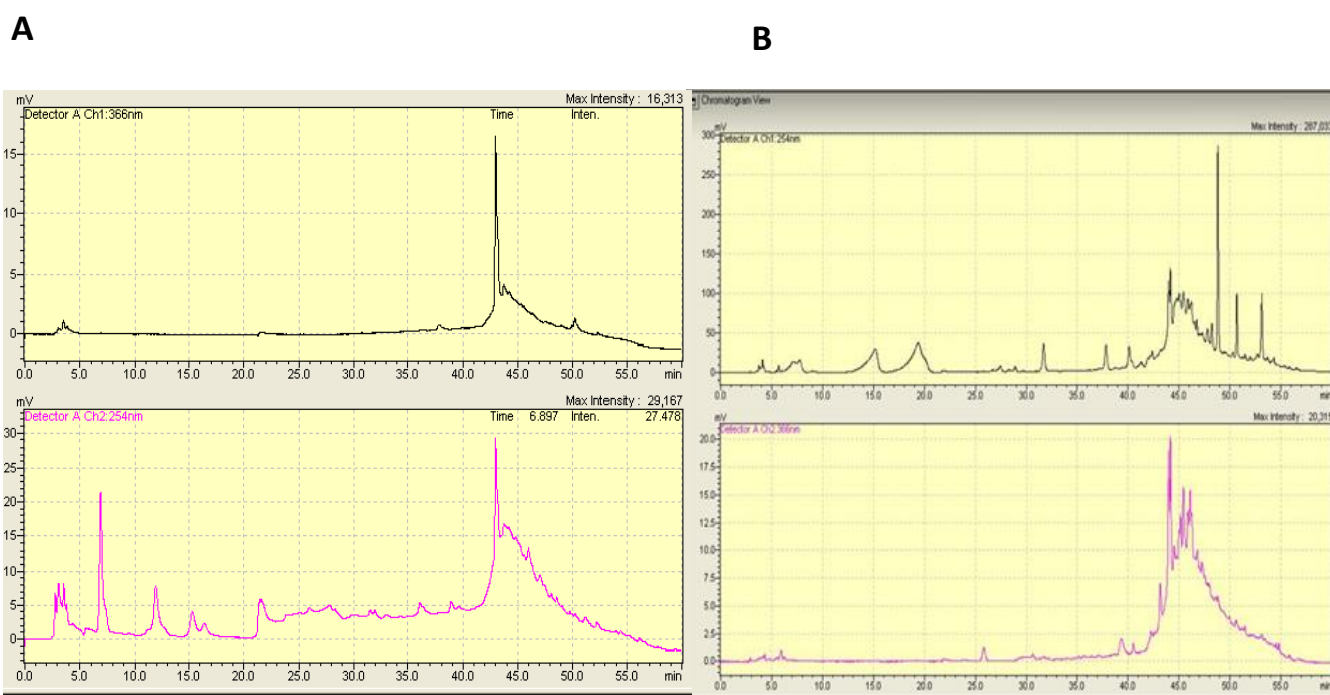 A
B
mV Max Intensity : 16,313
Detector A Ch1:366nm Time Inten.
15
10
5
0
0.0 5.0 10.0 15.0 20.0 25.0 30.0 35.0 40.0 45.0 50.0 55.0 min
mV Max Intensity : 29,167
Detector A Ch2:254nm Time 6.897 Inten. 27.478
30
25
20
15
10
5
0
0.0 5.0 10.0 15.0 20.0 25.0 30.0 35.0 40.0 45.0 50.0 55.0 min
Chromatogram View
mV Max Intensity : 287,033
Detector A Ch1:254nm
300
250
200
150
100
50
0
0.0 5.0 10.0 15.0 20.0 25.0 30.0 35.0 40.0 45.0 50.0 55.0
mV Max Intensity : 20,315
Detector A Ch2:366nm
20.0
17.5
15.0
12.5
10.0
7.5
5.0
2.5
0.0
0.0 5.0 10.0 15.0 20.0 25.0 30.0 35.0 40.0 45.0 50.0 55.0